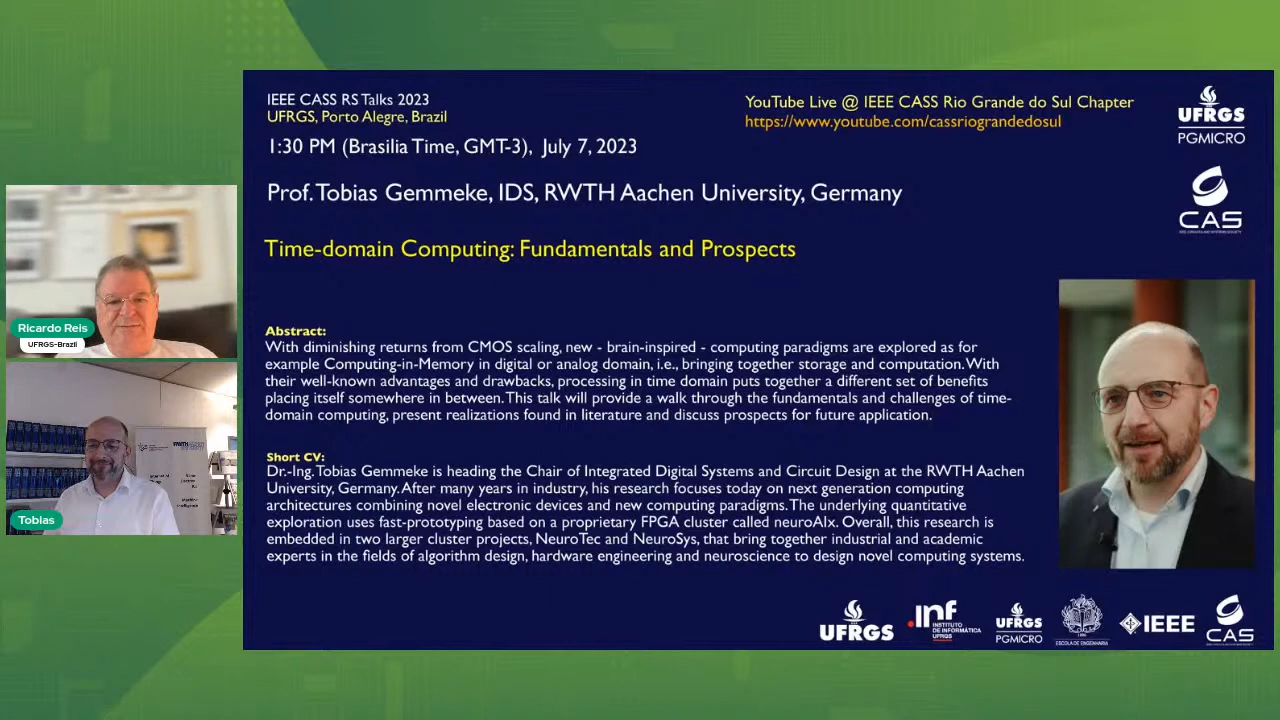 IEEE CASS RS Talks 2023
UFRGS, Porto Alegre, Brazil
1:30 PM (Brasilia Time, GMT-3), July 7, 2023
YouTube Live @ IEEE CASS Rio Grande do Sul Chapter
https://www.youtube.com/cassriograndedosul
UFRGS
PGMICRO
CAS
Prof. Tobias Gemmeke, IDS, RWTH Aachen University, Germany
Time-domain Computing: Fundamentals and Prospects
Ricardo Reis
UFRGS-Brazil
RWTH
Tobias
Abstract:
With diminishing returns from CMOS scaling, new - brain-inspired - computing paradigms are explored as for
example Computing-in-Memory in digital or analog domain, i.e., bringing together storage and computation. With
their well-known advantages and drawbacks, processing in time domain puts together a different set of benefits
placing itself somewhere in between. This talk will provide a walk through the fundamentals and challenges of time-
domain computing, present realizations found in literature and discuss prospects for future application.
Short CV:
Dr.-Ing. Tobias Gemmeke is heading the Chair of Integrated Digital Systems and Circuit Design at the RWTH Aachen
University, Germany. After many years in industry, his research focuses today on next generation computing
architectures combining novel electronic devices and new computing paradigms. The underlying quantitative
exploration uses fast-prototyping based on a proprietary FPGA cluster called neuroAIx. Overall, this research is
embedded in two larger cluster projects, NeuroTec and NeuroSys, that bring together industrial and academic
experts in the fields of algorithm design, hardware engineering and neuroscience to design novel computing systems.
UFRGS
.inf
INSTITUTO
DE INFORMÁTICA
UFRGS
UFRGS
PGMICRO
ESCOLA DE ENGENHARIA
IEEE
CAS